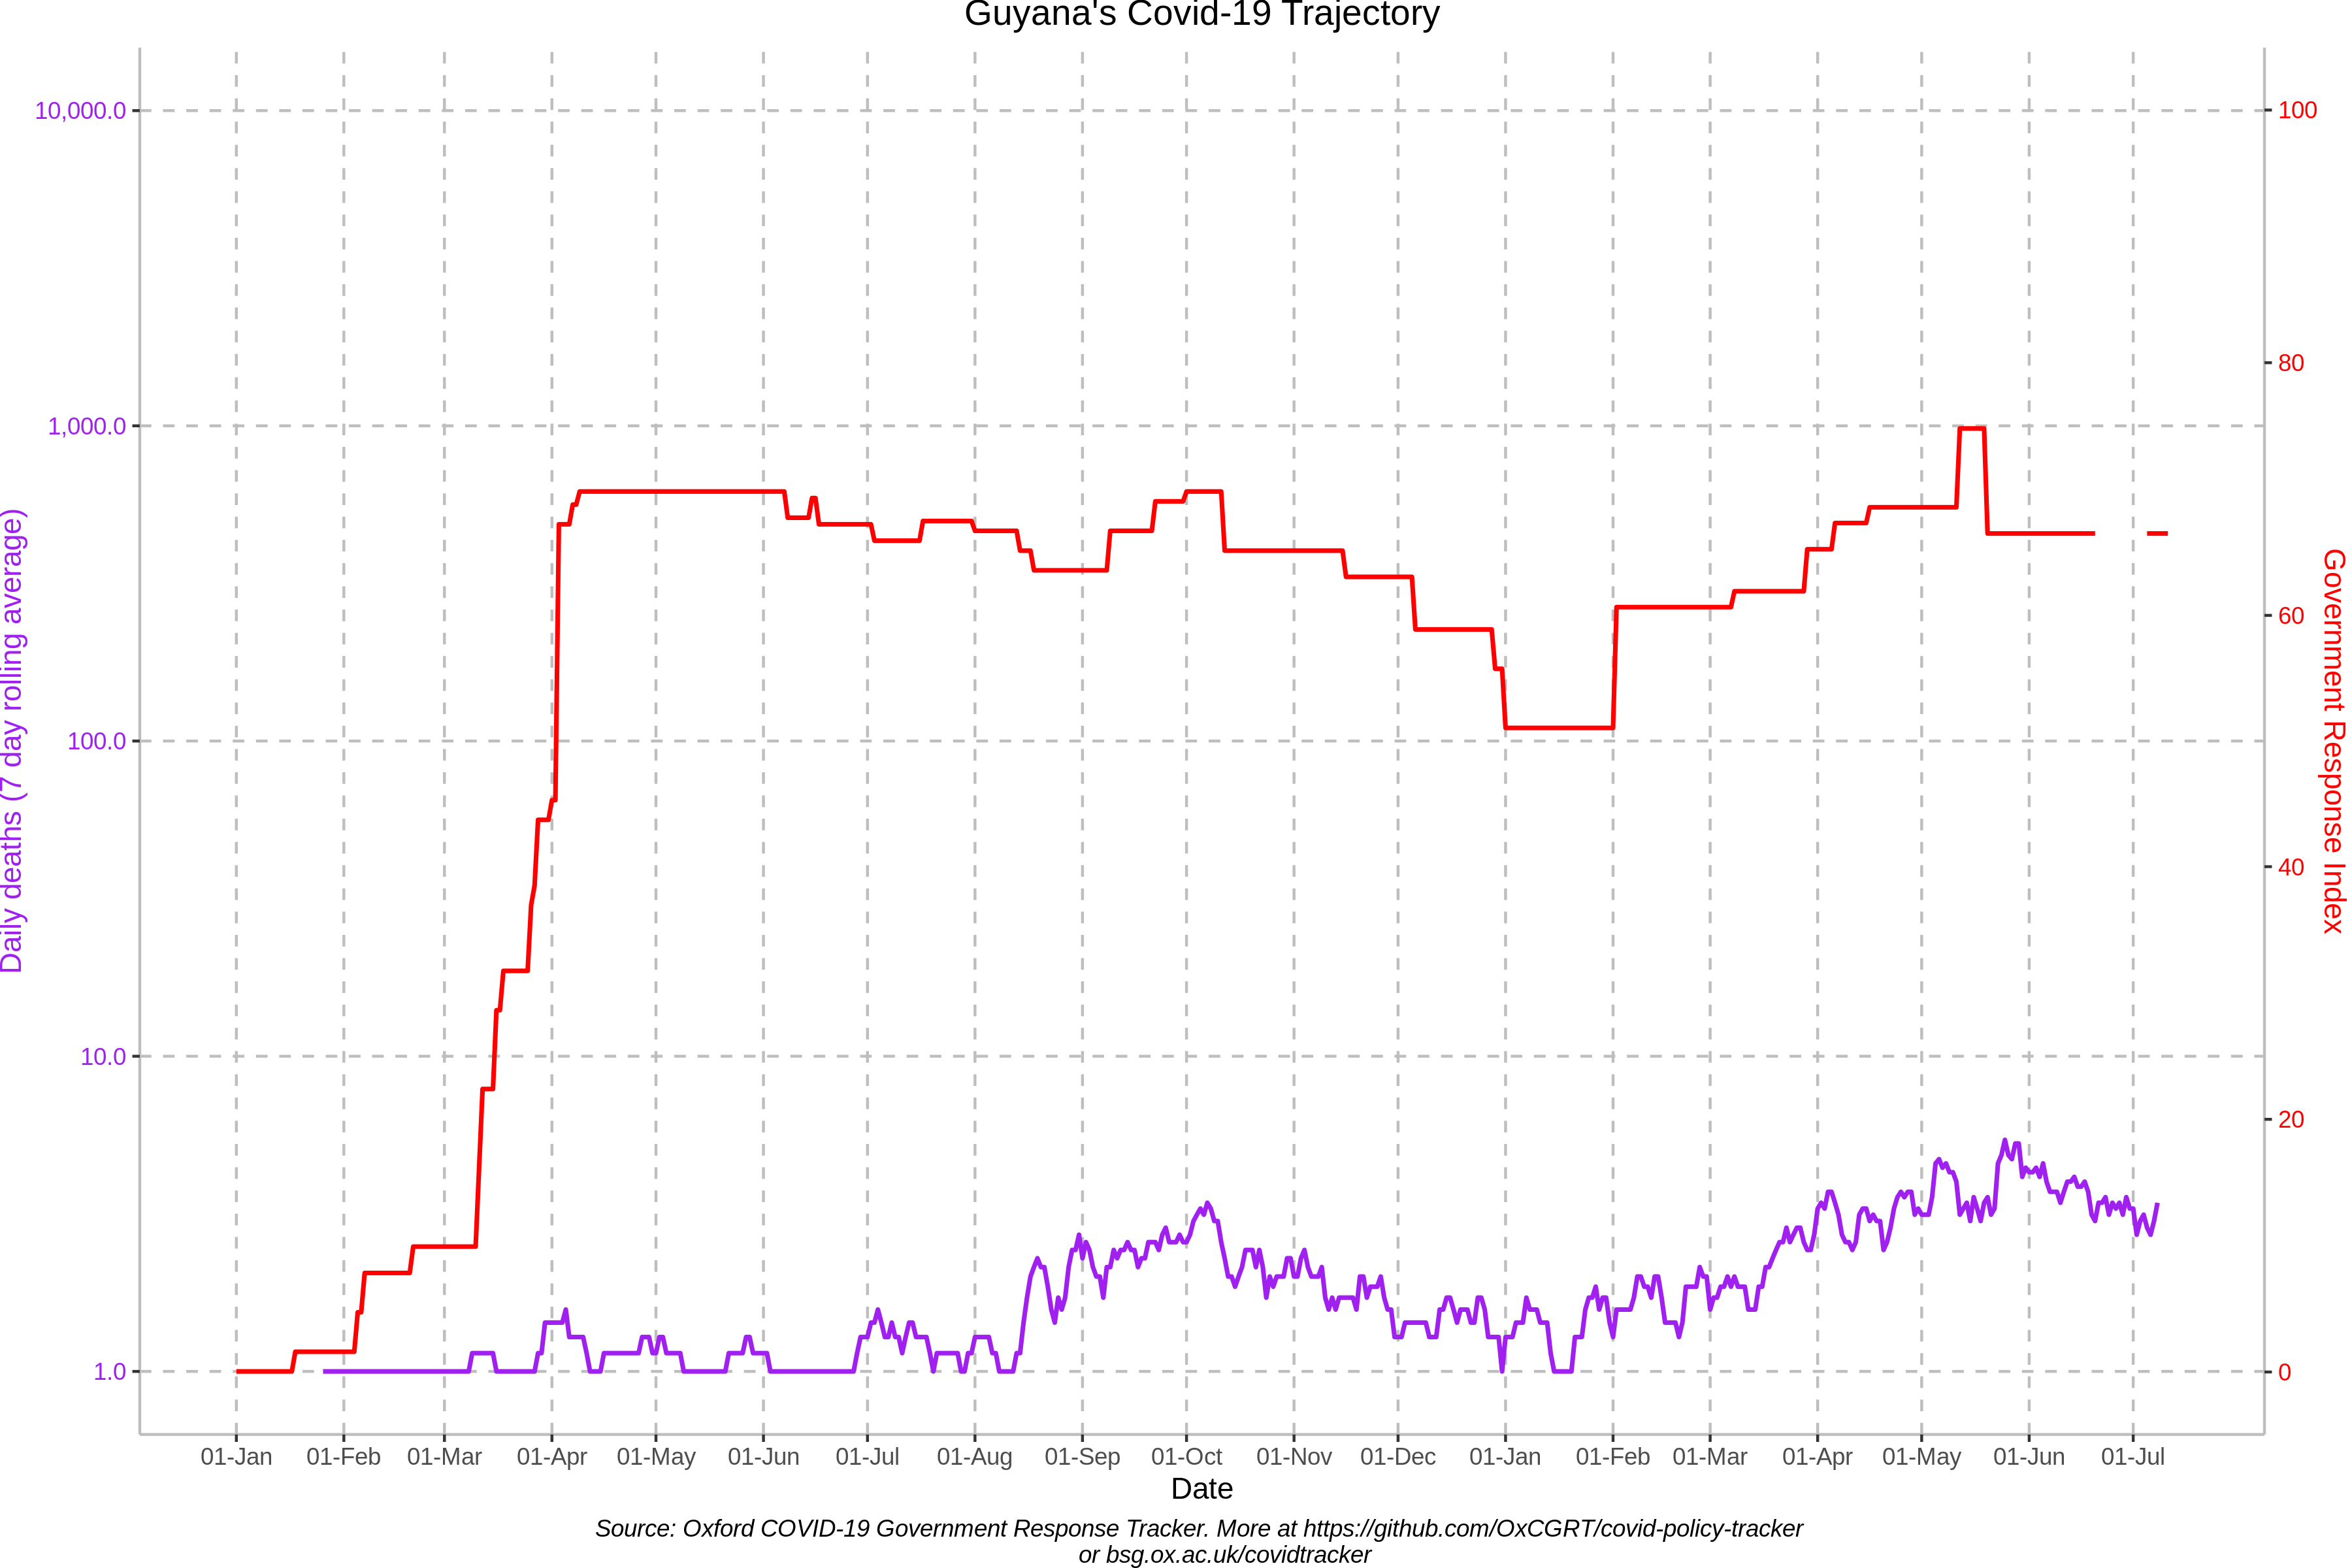 Guyana's Covid-19 Trajectory
10,000.0
1,000.0
100.0
10.0
1.0
Daily deaths (7 day rolling average)
100
80
60
40
20
0
Government Response Index
01-Jan 01-Feb 01-Mar 01-Apr 01-May 01-Jun 01-Jul 01-Aug 01-Sep 01-Oct 01-Nov 01-Dec 01-Jan 01-Feb 01-Mar 01-Apr 01-May 01-Jun 01-Jul
Date
Source: Oxford COVID-19 Government Response Tracker. More at https://github.com/OxCGRT/covid-policy-tracker
or bsg.ox.ac.uk/covidtracker